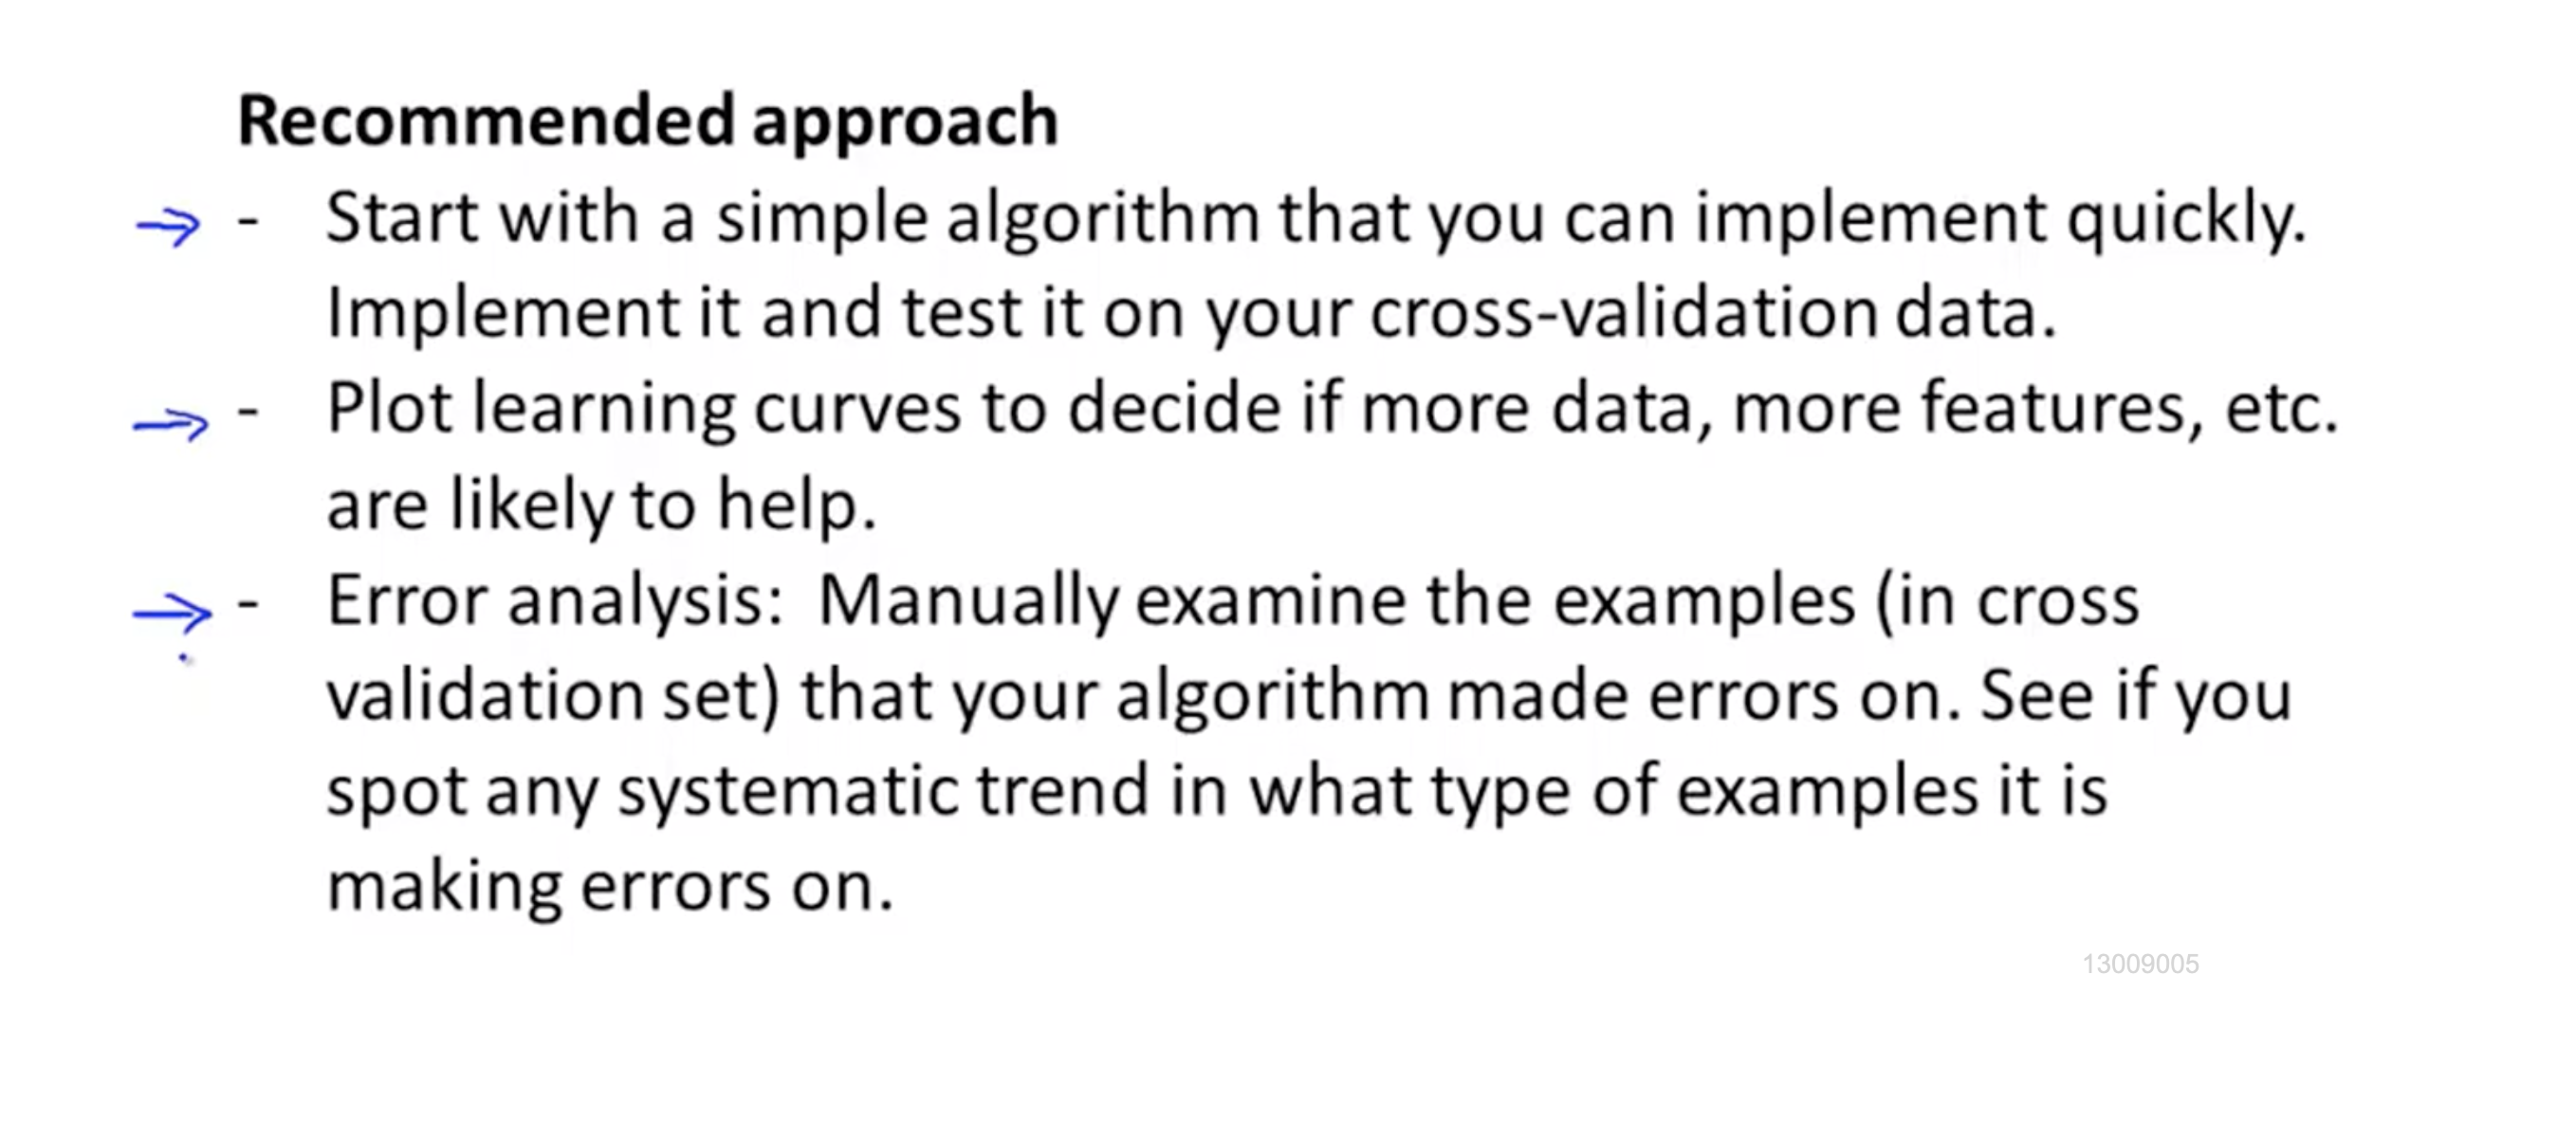 Recommended approach
- Start with a simple algorithm that you can implement quickly.
Implement it and test it on your cross-validation data.
- Plot learning curves to decide if more data, more features, etc.
are likely to help.
- Error analysis: Manually examine the examples (in cross
validation set) that your algorithm made errors on. See if you
spot any systematic trend in what type of examples it is
making errors on.
13009005